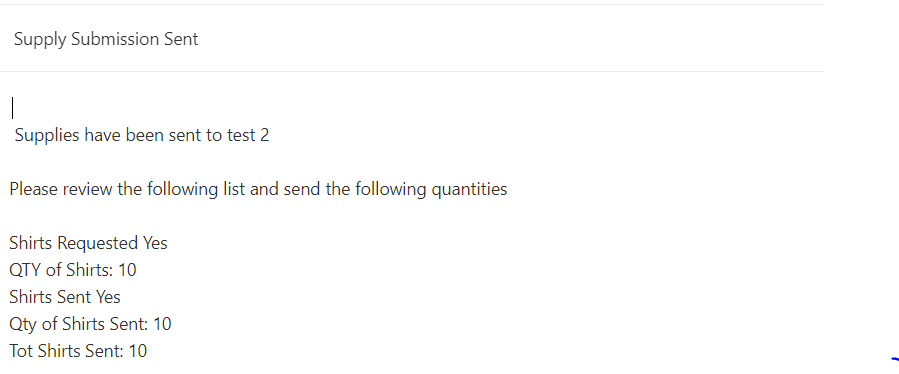 Supply Submission Sent
Supplies have been sent to test 2
Please review the following list and send the following quantities
Shirts Requested Yes
QTY of Shirts: 10
Shirts Sent Yes
Qty of Shirts Sent: 10
Tot Shirts Sent: 10